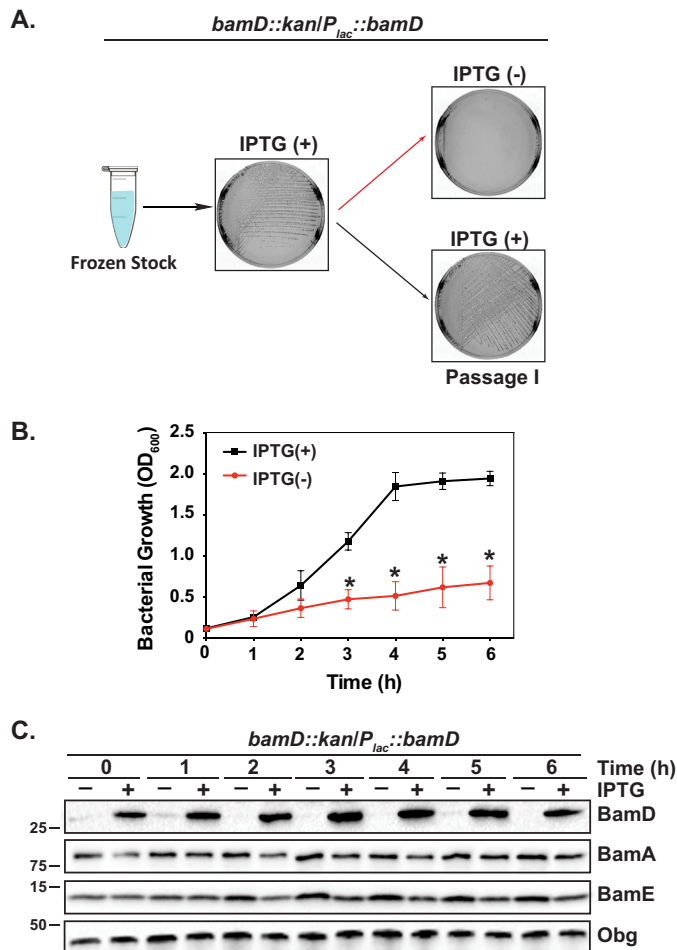 A.
bamD::kan/Plac::bamD
IPTG (-)
IPTG (+)
Frozen Stock
IPTG (+)
Passage I
B.
Bacterial Growth (OD600)
2.5
2.0
1.5
1.0
0.5
0
IPTG(+)
IPTG(-)
* * * *
0 1 2 3 4 5 6
Time (h)
C.
bamD::kan/Plac::bamD
0 1 2 3 4 5 6 Time (h)
− + − + − + − + − + − + − + IPTG
25 BamD
75 BamA
15 BamE
50 Obg